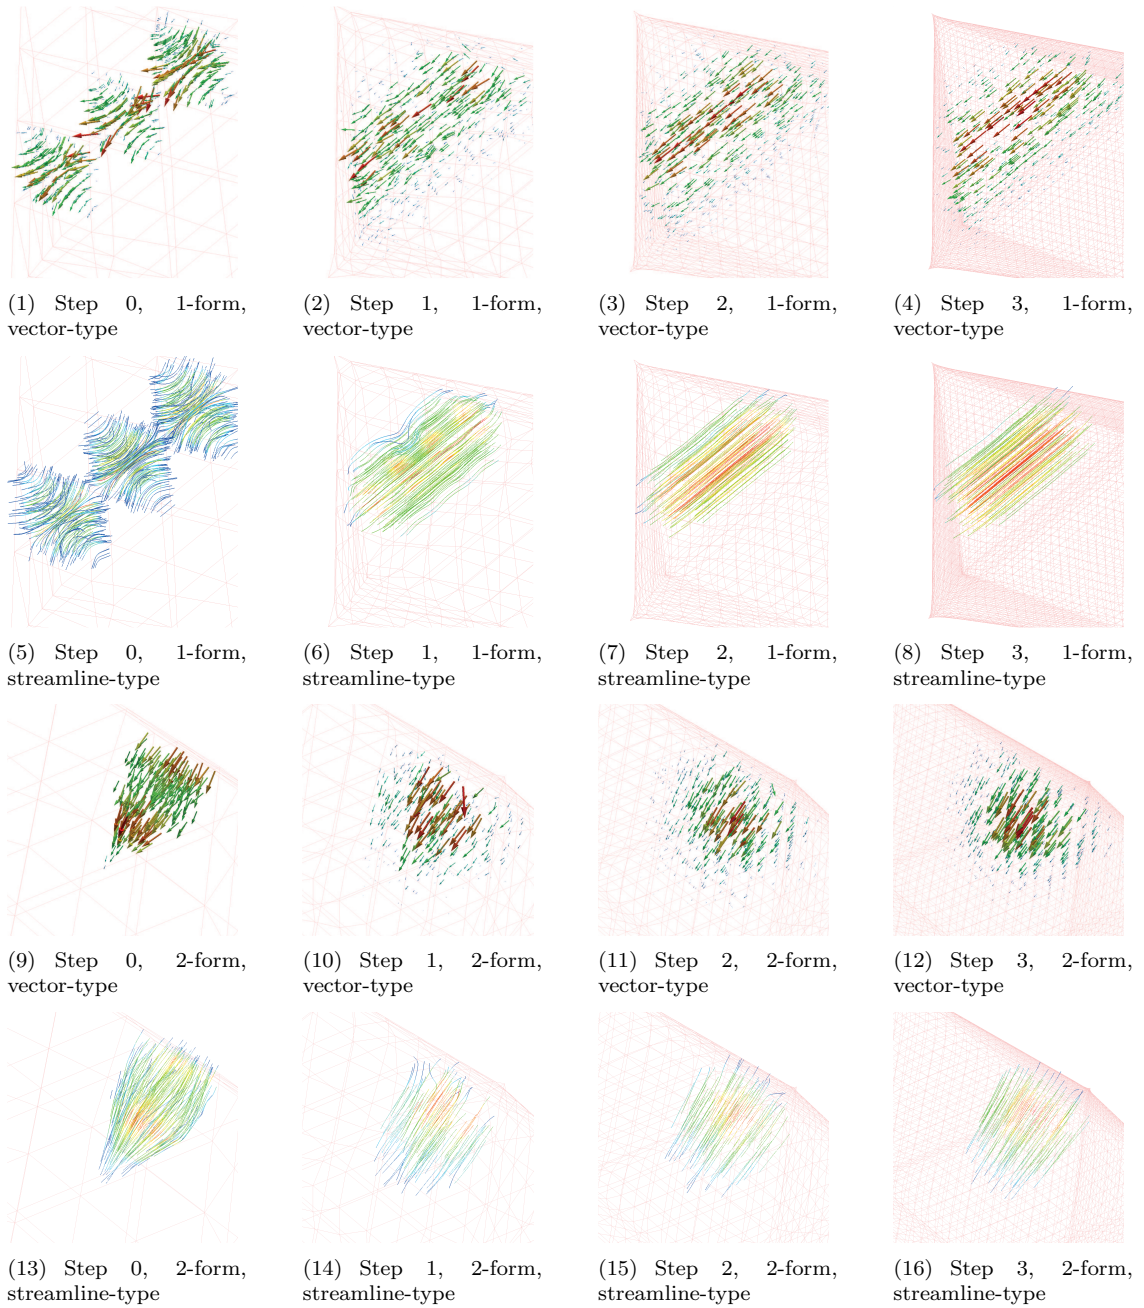 (1) Step 0, 1-form,
vector-type
(2) Step 1, 1-form,
vector-type
(3) Step 2, 1-form,
vector-type
(4) Step 3, 1-form,
vector-type
(5) Step 0, 1-form,
streamline-type
(6) Step 1, 1-form,
streamline-type
(7) Step 2, 1-form,
streamline-type
(8) Step 3, 1-form,
streamline-type
(9) Step 0, 2-form,
vector-type
(10) Step 1, 2-form,
vector-type
(11) Step 2, 2-form,
vector-type
(12) Step 3, 2-form,
vector-type
(13) Step 0, 2-form,
streamline-type
(14) Step 1, 2-form,
streamline-type
(15) Step 2, 2-form,
streamline-type
(16) Step 3, 2-form,
streamline-type